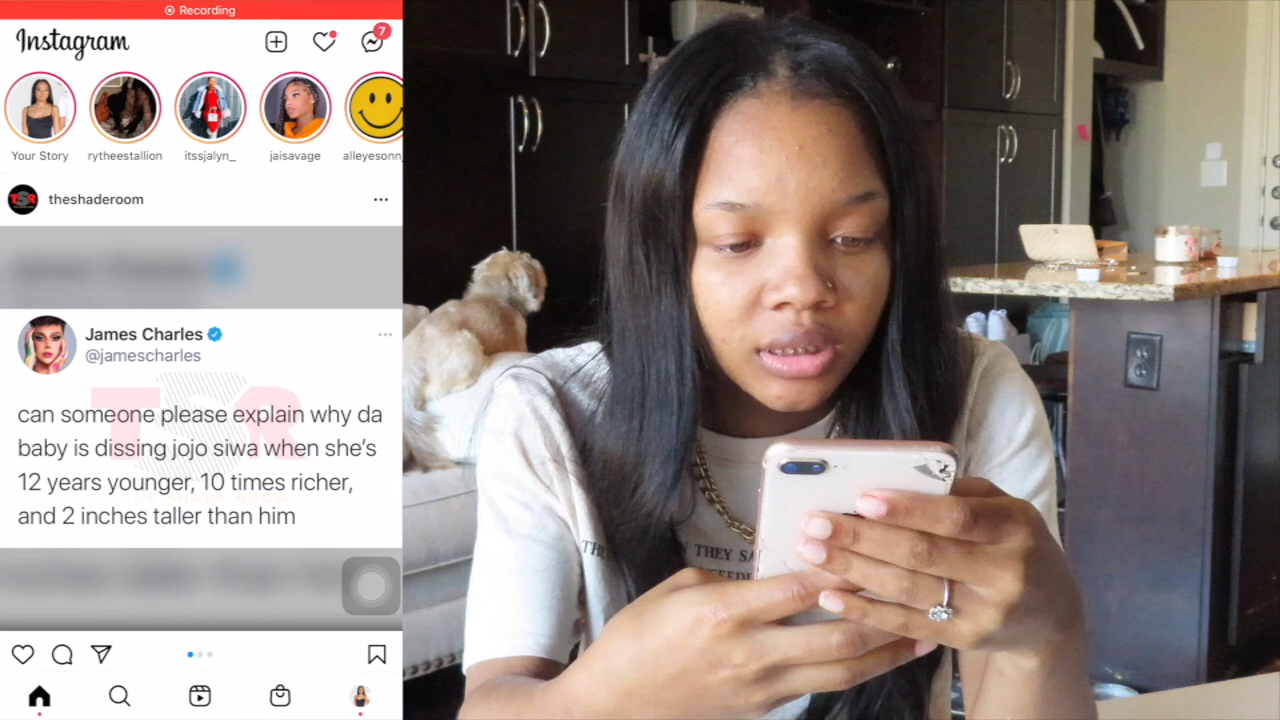 Recording
Instagram
7
Your Story
rytheestallion
itssjalyn_
jaisavage
alleyesonn
theshaderoom
TSR
James Charles
@jamescharles
can someone please explain why da
baby is dissing jojo siwa when she's
12 years younger, 10 times richer,
and 2 inches taller than him
TSR
THEY SA